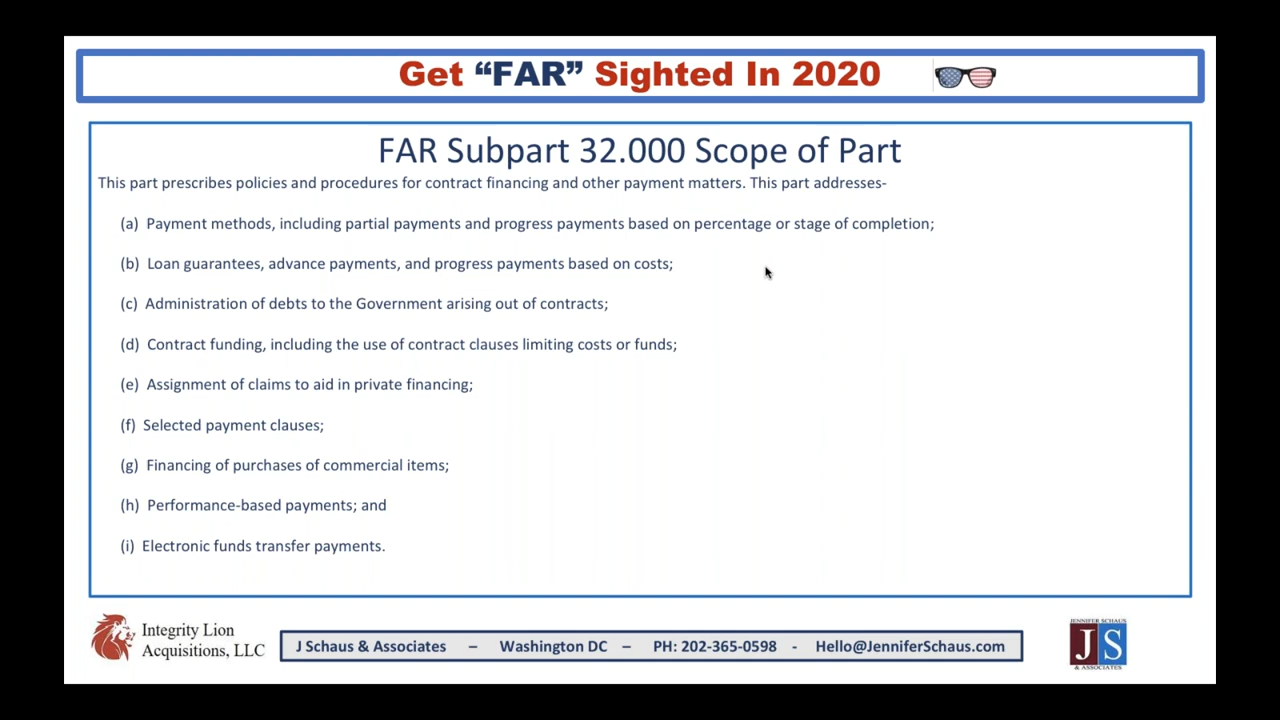 Get “FAR” Sighted In 2020
FAR Subpart 32.000 Scope of Part
This part prescribes policies and procedures for contract financing and other payment matters. This part addresses-
(a) Payment methods, including partial payments and progress payments based on percentage or stage of completion;
(b) Loan guarantees, advance payments, and progress payments based on costs;
(c) Administration of debts to the Government arising out of contracts;
(d) Contract funding, including the use of contract clauses limiting costs or funds;
(e) Assignment of claims to aid in private financing;
(f) Selected payment clauses;
(g) Financing of purchases of commercial items;
(h) Performance-based payments; and
(i) Electronic funds transfer payments.
Integrity Lion
Acquisitions, LLC
J Schaus & Associates – Washington DC – PH: 202-365-0598 - Hello@JenniferSchaus.com
JENNIFER SCHAUS
J S
& ASSOCIATES